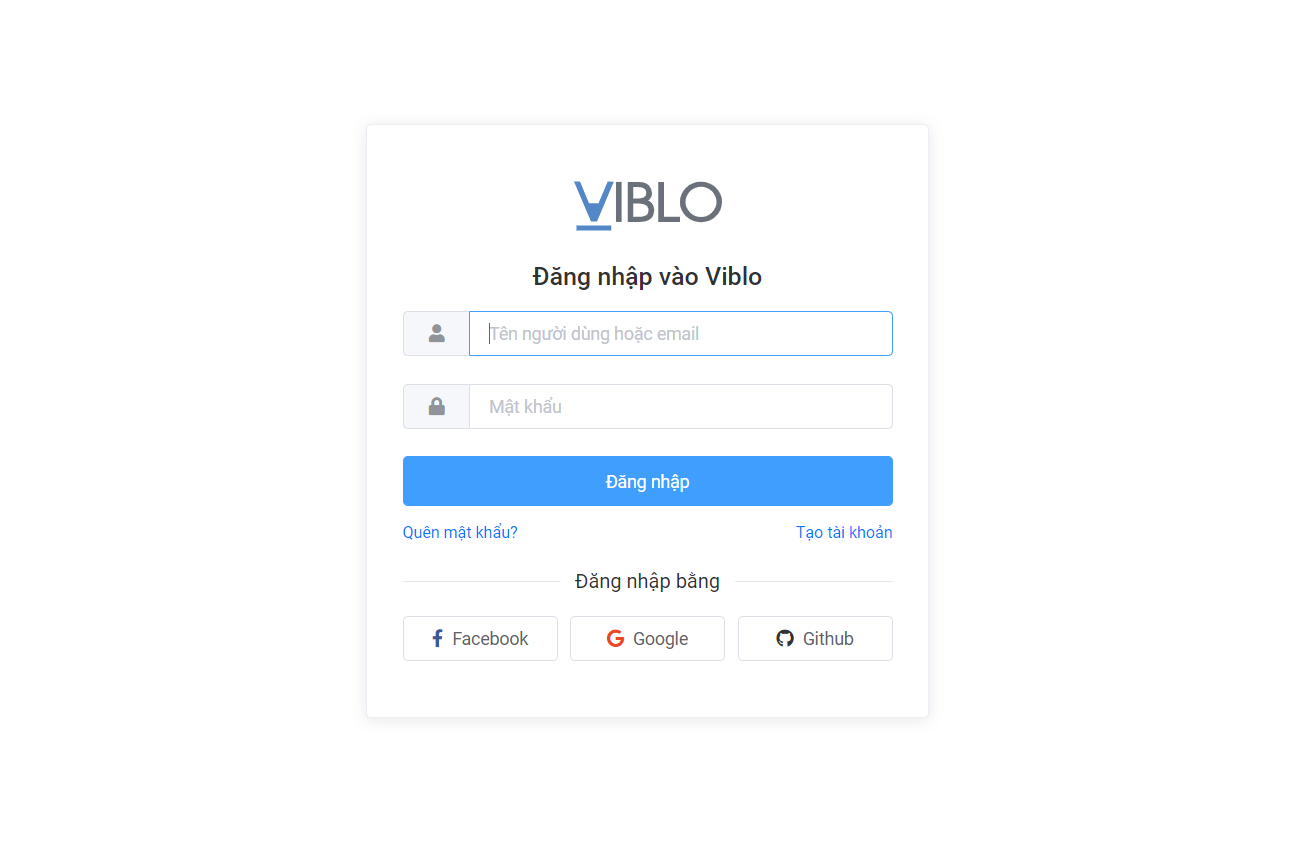 VIBLO
Đăng nhập vào Viblo
Tên người dùng hoặc email
Mật khẩu
Đăng nhập
Quên mật khẩu? Tạo tài khoản
Đăng nhập bằng
Facebook Google Github